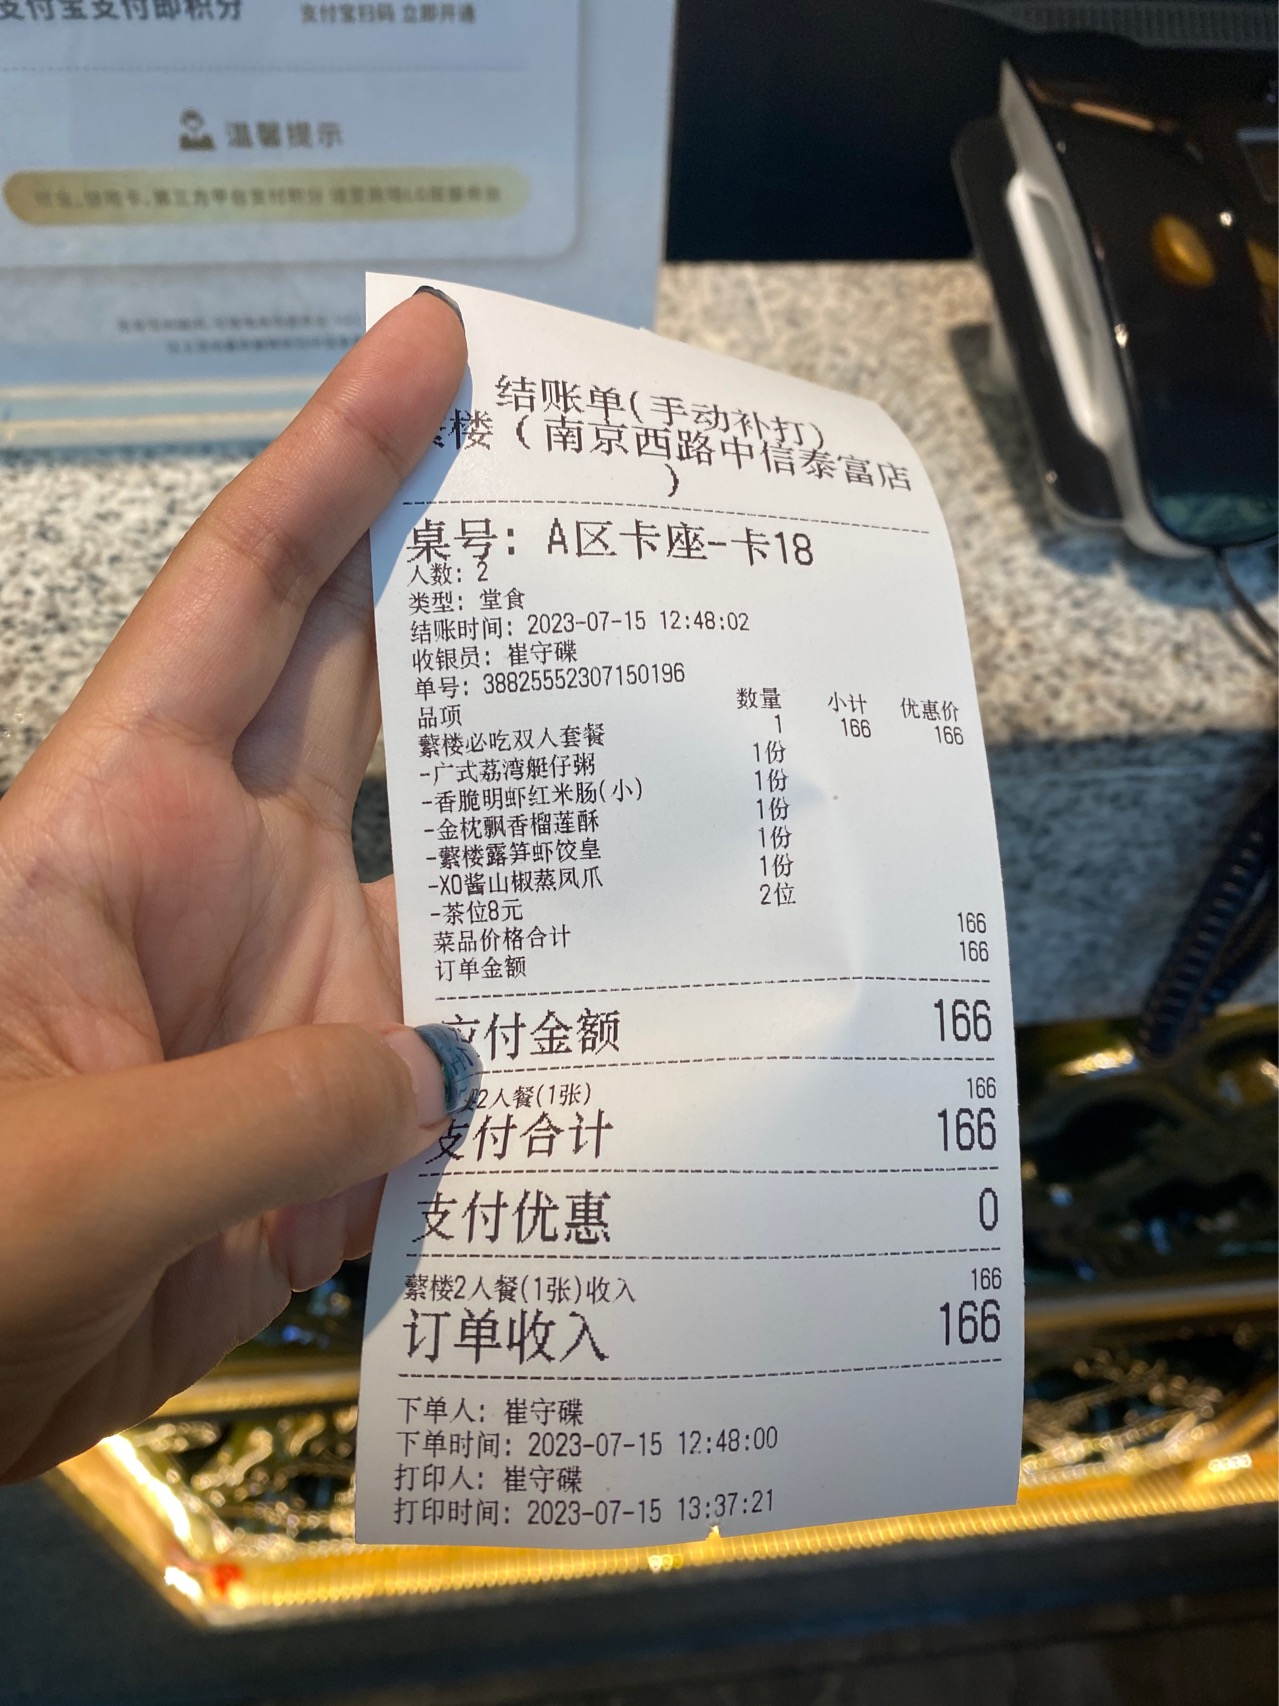 支付宝支付即积分
支付宝扫码 立即开通
温馨提示
结账单(手动补打)
楼(南京西路中信泰富店
)
桌号: A区卡座-卡18
人数: 2
类型: 堂食
结账时间: 2023-07-15 12:48:02
收银员: 崔守碟
单号: 38825552307150196
品项 数量 小计 优惠价
蘩楼必吃双人套餐 1 166 166
-广式荔湾艇仔粥 1份
-香脆明虾红米肠(小) 1份
-金枕飘香榴莲酥 1份
-蘩楼露笋虾饺皇 1份
-XO酱山椒蒸凤爪 1份
-茶位8元 2位
菜品价格合计 166
订单金额 166
应付金额 166
2人餐(1张) 166
支付合计 166
支付优惠 0
蘩楼2人餐(1张)收入 166
订单收入 166
下单人: 崔守碟
下单时间: 2023-07-15 12:48:00
打印人: 崔守碟
打印时间: 2023-07-15 13:37:21